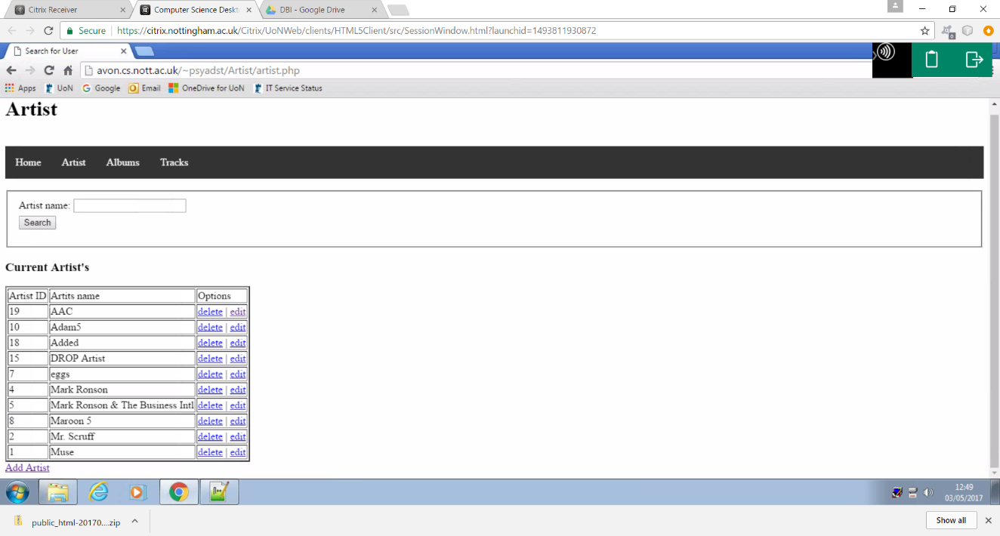 Citrix Receiver
Computer Science Deskt
DBI - Google Drive
Secure
https://citrix.nottingham.ac.uk/Citrix/UoNWeb/clients/HTML5Client/src/SessionWindow.html?launchid=1493811930872
0
Search for User
avon.cs.nott.ac.uk/~psyadst/Artist/artist.php
Apps UoN Google Email OneDrive for UoN IT Service Status
Artist
Home Artist Albums Tracks
Artist name:
Search
Current Artist's
Artist ID Artits name Options
19 AAC delete | edit
10 Adam5 delete | edit
18 Added delete | edit
15 DROP Artist delete | edit
7 eggs delete | edit
4 Mark Ronson delete | edit
5 Mark Ronson & The Business Intl delete | edit
8 Maroon 5 delete | edit
2 Mr. Scruff delete | edit
1 Muse delete | edit
Add Artist
12:49
03/05/2017
public_html-20170....zip
Show all